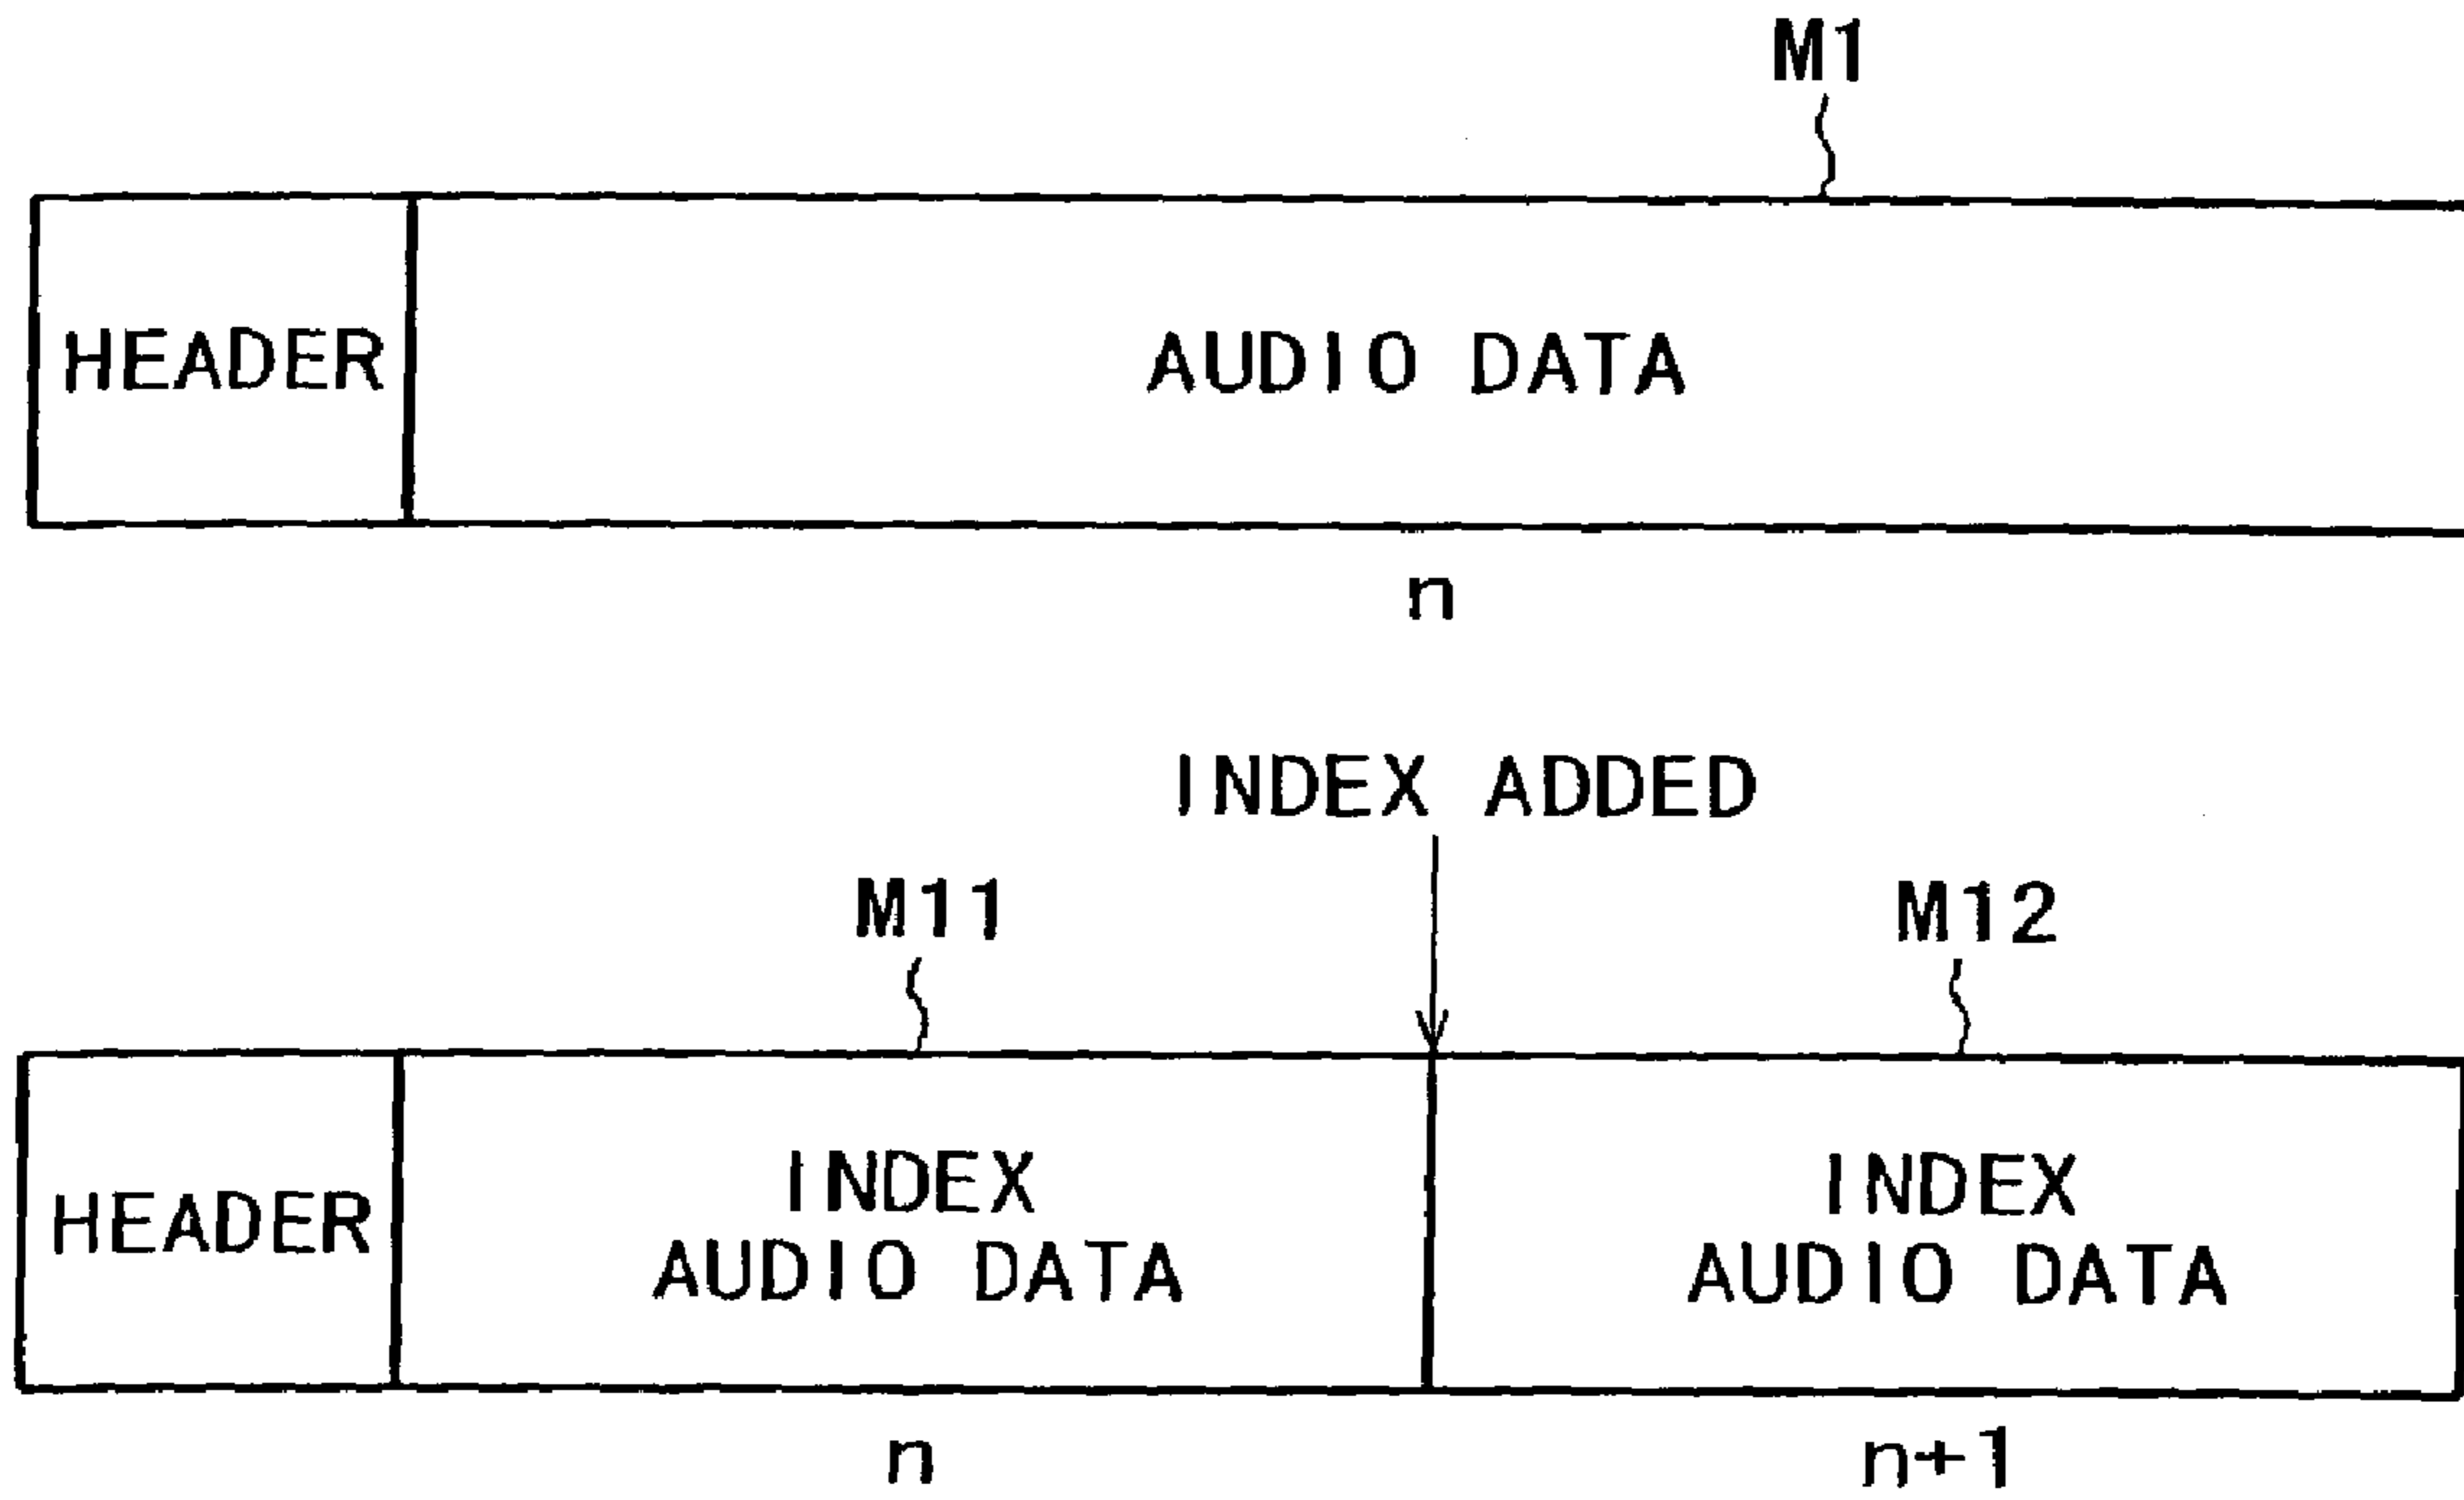 M1
HEADER
AUDIO DATA
n
INDEX ADDED
M11
M12
HEADER
INDEX
AUDIO DATA
INDEX
AUDIO DATA
n
n+1